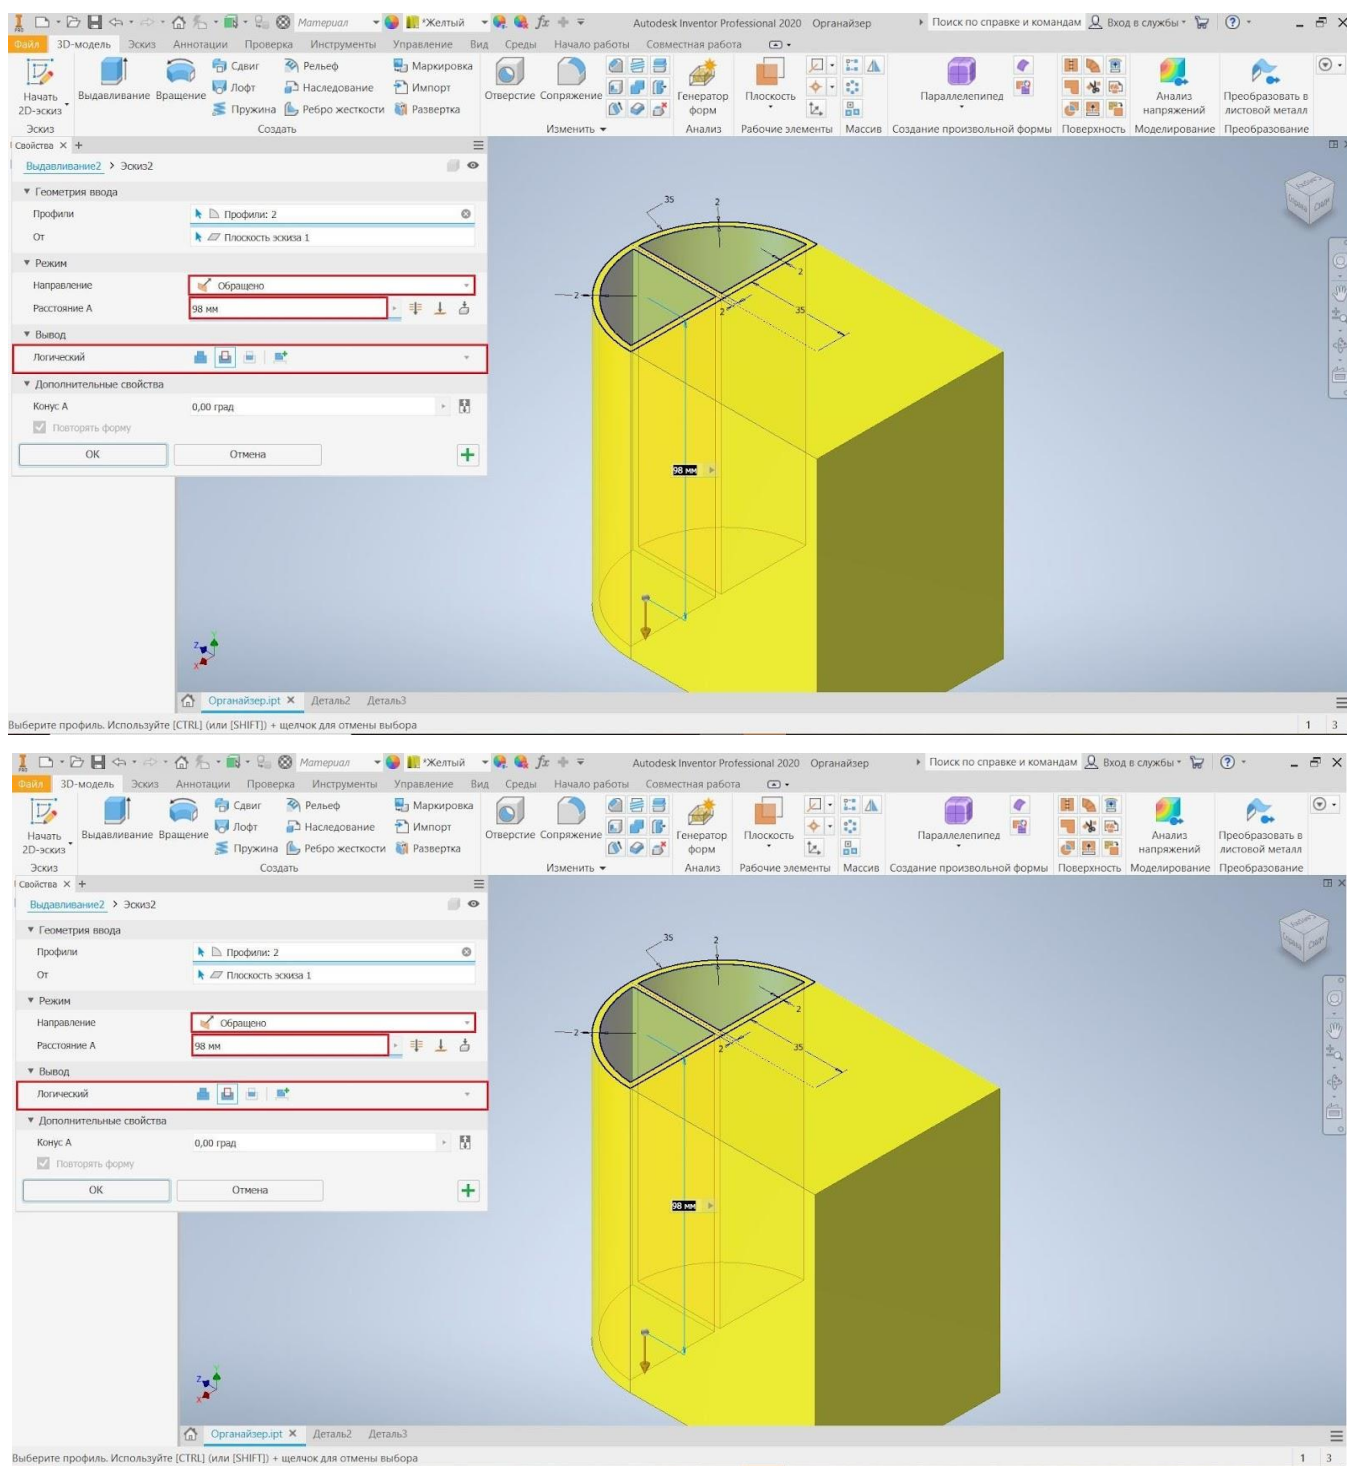 Материал
*Желтый
Autodesk Inventor Professional 2020 Органайзер
Поиск по справке и командам
Вход в службы
Файл 3D-модель Эскиз Аннотации Проверка Инструменты Управление Вид Среды Начало работы Совместная работа
Сдвиг Рельеф Маркировка
Лофт Наследование Импорт
Пружина Ребро жесткости Развертка
Начать 2D-эскиз
Выдавливание Вращение
Отверстие Сопряжение
Генератор форм
Плоскость
Параллелепипед
Анализ напряжений
Преобразовать в листовой металл
Эскиз Создать Изменить Анализ Рабочие элементы Массив Создание произвольной формы Поверхность Моделирование Преобразование
Свойства × +
Выдавливание2 > Эскиз2
Геометрия ввода
Профили Профили: 2
От Плоскость эскиза 1
Режим
Направление Обращено
Расстояние А 98 мм
Вывод
Логический
Дополнительные свойства
Конус А 0,00 град
Повторять форму
OK Отмена
35
2
2
2
2
35
98 мм
Z
Y
X
Органайзер.ipt × Деталь2 Деталь3
Выберите профиль. Используйте [CTRL] (или [SHIFT]) + щелчок для отмены выбора
1 3
Материал
*Желтый
Autodesk Inventor Professional 2020 Органайзер
Поиск по справке и командам
Вход в службы
Файл 3D-модель Эскиз Аннотации Проверка Инструменты Управление Вид Среды Начало работы Совместная работа
Сдвиг Рельеф Маркировка
Лофт Наследование Импорт
Пружина Ребро жесткости Развертка
Начать 2D-эскиз
Выдавливание Вращение
Отверстие Сопряжение
Генератор форм
Плоскость
Параллелепипед
Анализ напряжений
Преобразовать в листовой металл
Эскиз Создать Изменить Анализ Рабочие элементы Массив Создание произвольной формы Поверхность Моделирование Преобразование
Свойства × +
Выдавливание2 > Эскиз2
Геометрия ввода
Профили Профили: 2
От Плоскость эскиза 1
Режим
Направление Обращено
Расстояние А 98 мм
Вывод
Логический
Дополнительные свойства
Конус А 0,00 град
Повторять форму
OK Отмена
35
2
2
2
2
35
98 мм
Z
Y
X
Органайзер.ipt × Деталь2 Деталь3
Выберите профиль. Используйте [CTRL] (или [SHIFT]) + щелчок для отмены выбора
1 3